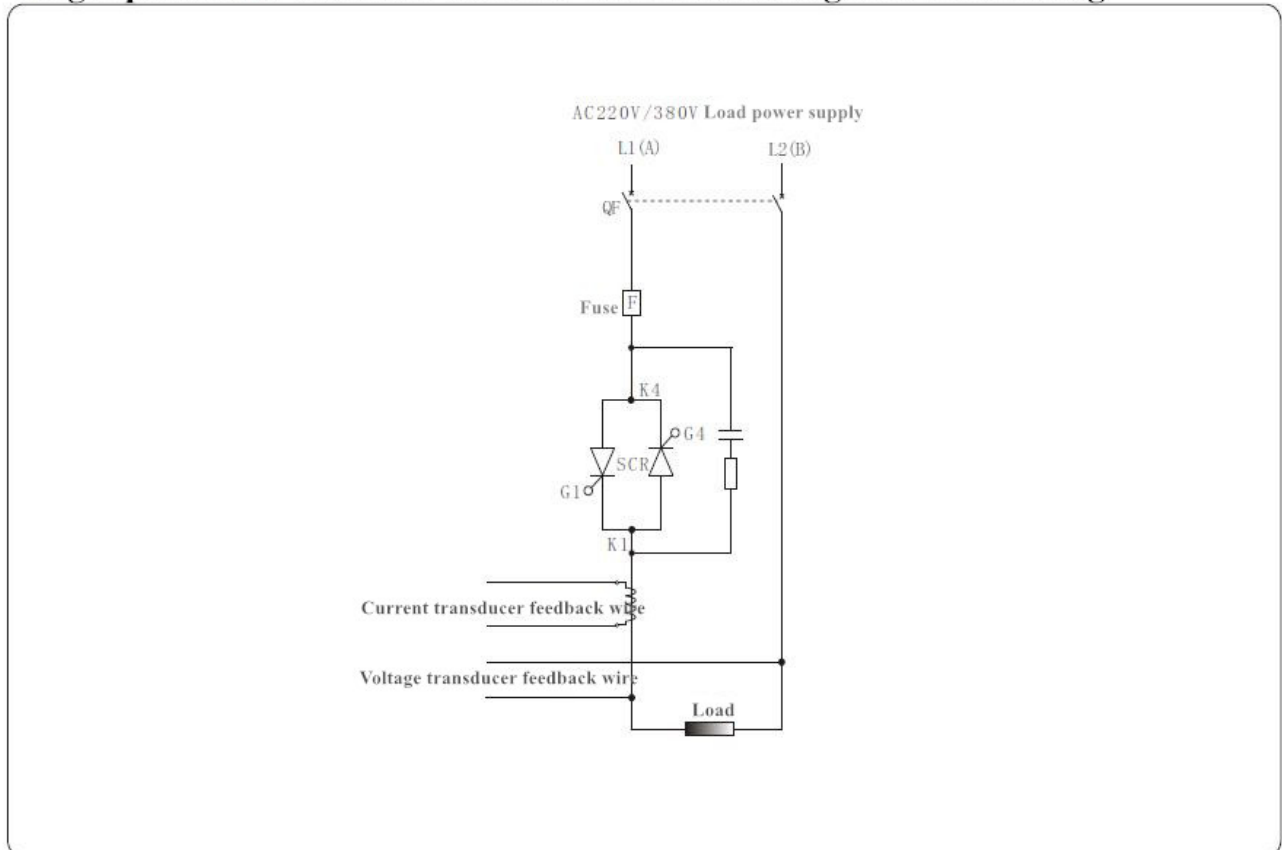 AC220V/380V Load power supply
L1(A) L2(B)
QF
Fuse F
K4
G4
SCR
G1
K1
Current transducer feedback wire
Voltage transducer feedback wire
Load